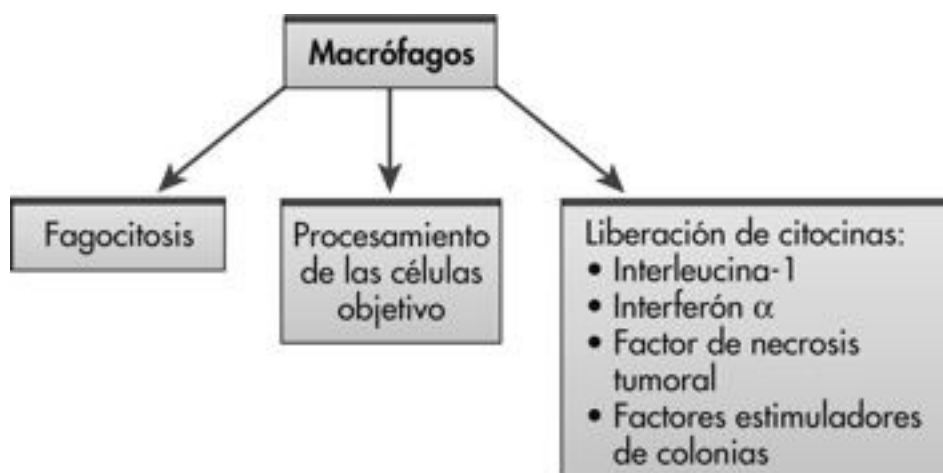 Macrófagos
Fagocitosis
Procesamiento
de las células
objetivo
Liberación de citocinas:
• Interleucina-1
• Interferón α
• Factor de necrosis
tumoral
• Factores estimuladores
de colonias